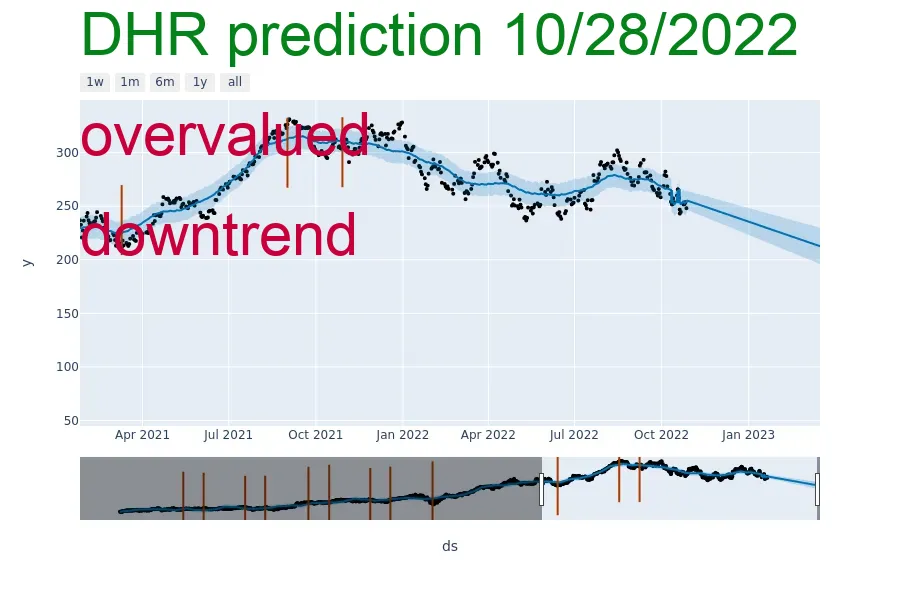 DHR prediction 10/28/2022
1w 1m 6m 1y all
overvalued
300
250
downtrend
200
y
150
100
50
Apr 2021 Jul 2021 Oct 2021 Jan 2022 Apr 2022 Jul 2022 Oct 2022 Jan 2023
ds